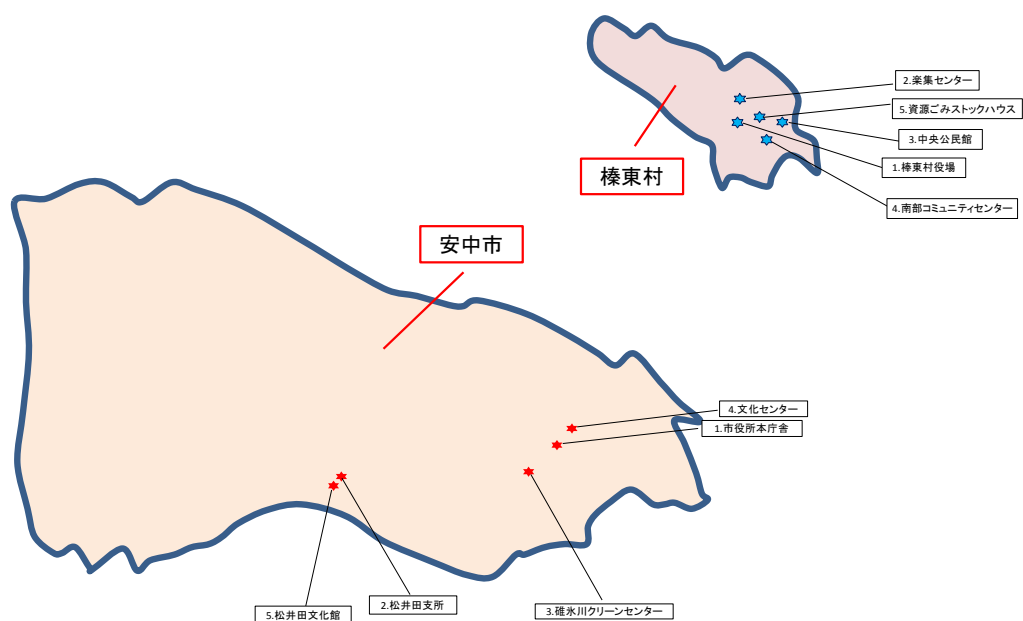 2.楽集センター
5.資源ごみストックハウス
3.中央公民館
1.榛東村役場
榛東村
4.南部コミュニティセンター
安中市
4.文化センター
1.市役所本庁舎
2.松井田支所
3.碓氷川クリーンセンター
5.松井田文化館